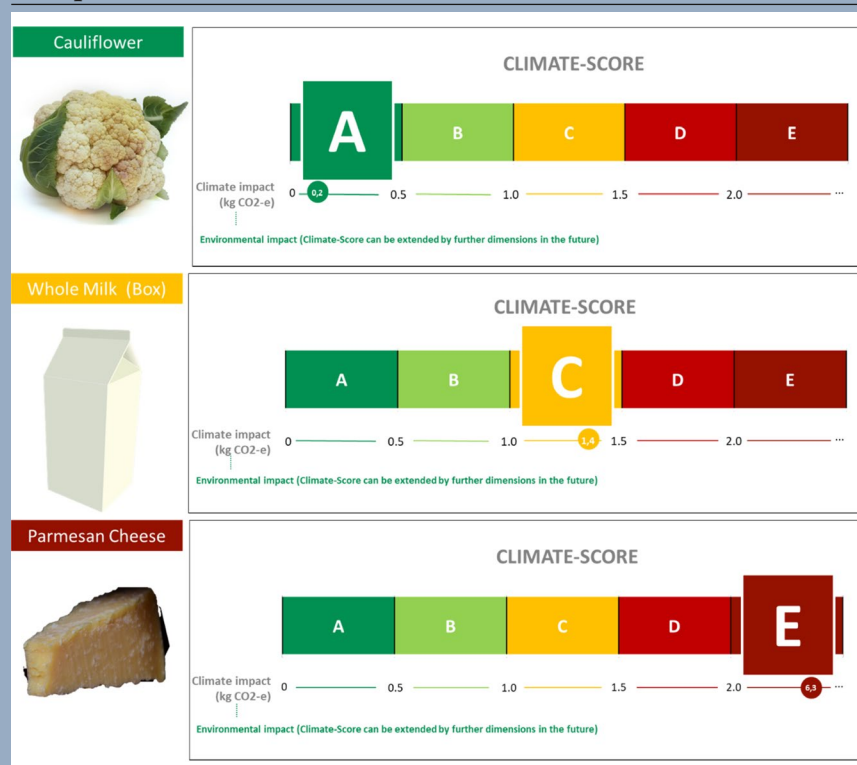 Cauliflower
CLIMATE-SCORE
A B C D E
Climate impact
(kg CO2-e)
0 0,2 0.5 1.0 1.5 2.0 ...
Environmental impact (Climate-Score can be extended by further dimensions in the future)
Whole Milk (Box)
CLIMATE-SCORE
A B C D E
Climate impact
(kg CO2-e)
0 0.5 1.0 1,4 1.5 2.0 ...
Environmental impact (Climate-Score can be extended by further dimensions in the future)
Parmesan Cheese
CLIMATE-SCORE
A B C D E
Climate impact
(kg CO2-e)
0 0.5 1.0 1.5 2.0 6,3 ...
Environmental impact (Climate-Score can be extended by further dimensions in the future)